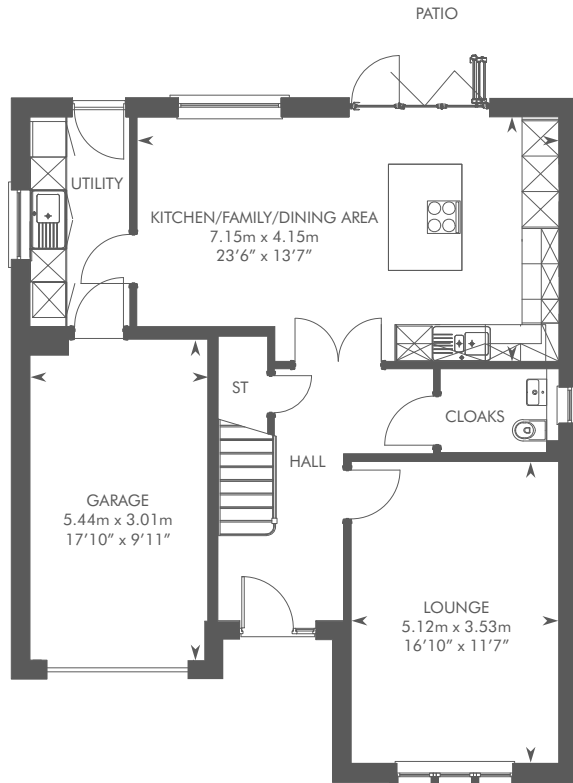 PATIO
UTILITY
KITCHEN/FAMILY/DINING AREA
7.15m x 4.15m
23’6” x 13’7”
ST
CLOAKS
HALL
GARAGE
5.44m x 3.01m
17’10” x 9’11”
LOUNGE
5.12m x 3.53m
16’10” x 11’7”